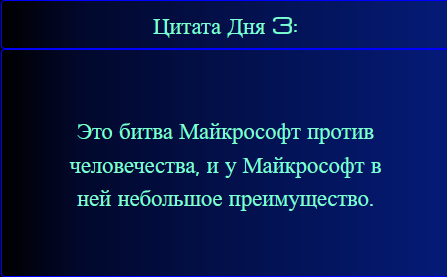 Цитата Дня 3:
Это битва Майкрософт против
человечества, и у Майкрософт в
ней небольшое преимущество.